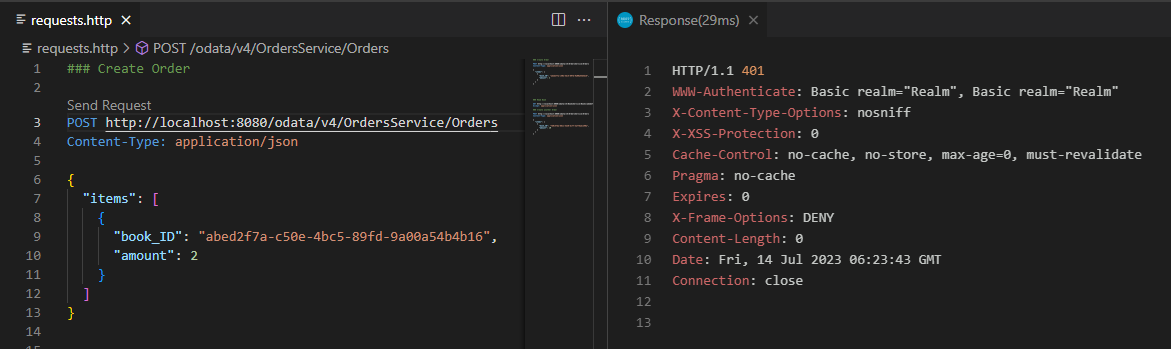 requests.http
requests.http > POST /odata/v4/OrdersService/Orders
1 ### Create Order
2
Send Request
3 POST http://localhost:8080/odata/v4/OrdersService/Orders
4 Content-Type: application/json
5
6 {
7 "items": [
8 {
9 "book_ID": "abed2f7a-c50e-4bc5-89fd-9a00a54b4b16",
10 "amount": 2
11 }
12 ]
13 }
14
Response(29ms)
1 HTTP/1.1 401
2 WWW-Authenticate: Basic realm="Realm", Basic realm="Realm"
3 X-Content-Type-Options: nosniff
4 X-XSS-Protection: 0
5 Cache-Control: no-cache, no-store, max-age=0, must-revalidate
6 Pragma: no-cache
7 Expires: 0
8 X-Frame-Options: DENY
9 Content-Length: 0
10 Date: Fri, 14 Jul 2023 06:23:43 GMT
11 Connection: close
12
13